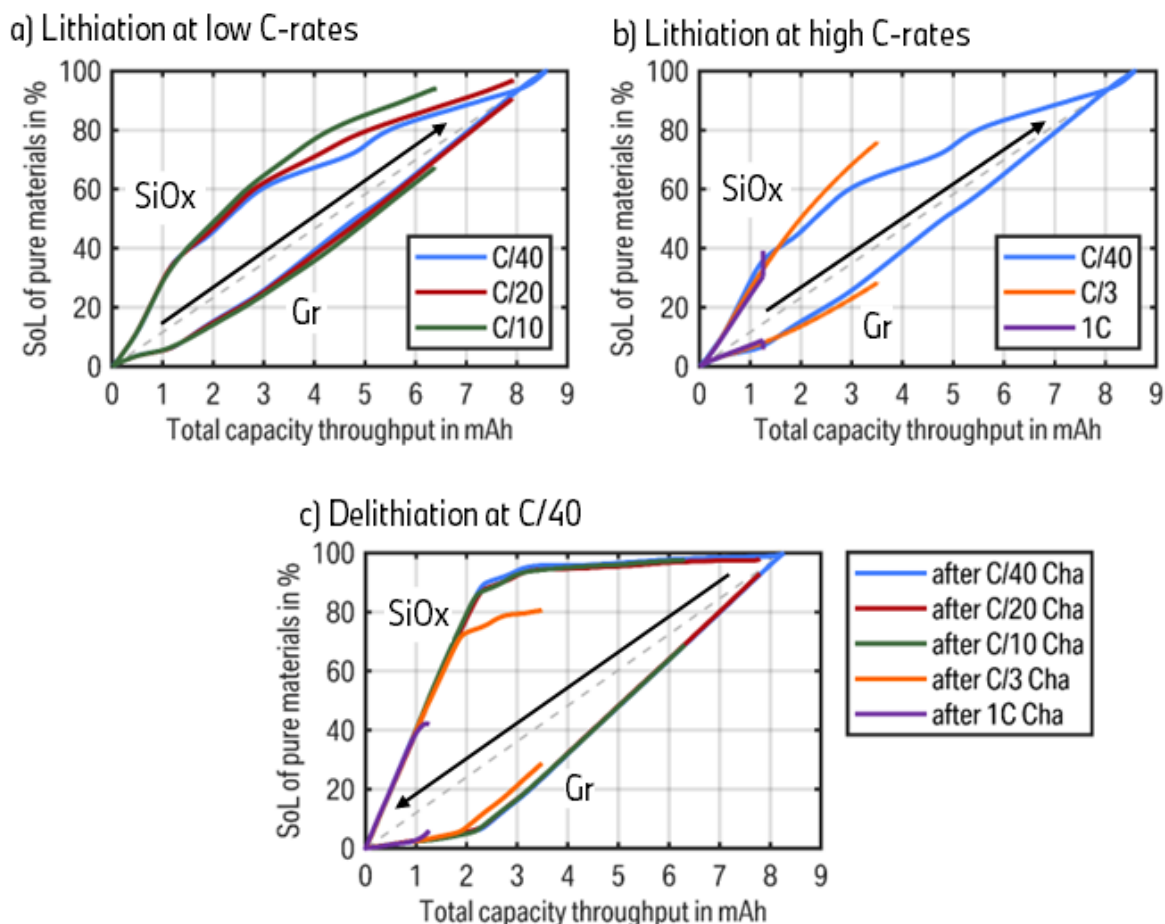 a) Lithiation at low C-rates
SoL of pure materials in %
100
80
60
40
20
0
SiOx
Gr
C/40
C/20
C/10
0 1 2 3 4 5 6 7 8 9
Total capacity throughput in mAh
b) Lithiation at high C-rates
SoL of pure materials in %
100
80
60
40
20
0
SiOx
Gr
C/40
C/3
1C
0 1 2 3 4 5 6 7 8 9
Total capacity throughput in mAh
c) Delithiation at C/40
SoL of pure materials in %
100
80
60
40
20
0
SiOx
Gr
0 1 2 3 4 5 6 7 8 9
Total capacity throughput in mAh
after C/40 Cha
after C/20 Cha
after C/10 Cha
after C/3 Cha
after 1C Cha